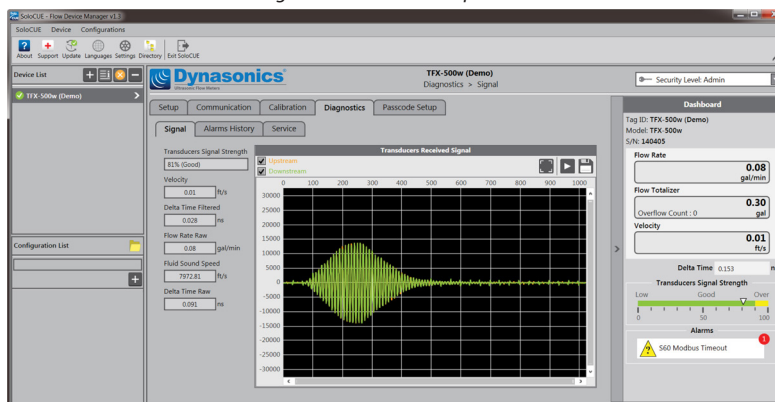 SoloCUE - Flow Device Manager v1.3
SoloCUE Device Configurations
About Support Update Languages Settings Directory Exit SoloCUE
Device List
TFX-500w (Demo)
Configuration List
Dynasonics
Ultrasonic Flow Meters
TFX-500w (Demo)
Diagnostics > Signal
Security Level: Admin
Setup Communication Calibration Diagnostics Passcode Setup
Signal Alarms History Service
Transducers Signal Strength
81% (Good)
Velocity
0.01 ft/s
Delta Time Filtered
0.028 ns
Flow Rate Raw
0.08 gal/min
Fluid Sound Speed
7972.81 ft/s
Delta Time Raw
0.091 ns
Transducers Received Signal
Upstream
Downstream
0 100 200 300 400 500 600 700 800 900 1000
30000
25000
20000
15000
10000
5000
0
-5000
-10000
-15000
-20000
-25000
-30000
Dashboard
Tag ID: TFX-500w (Demo)
Model: TFX-500w
S/N: 140405
Flow Rate
0.08
gal/min
Flow Totalizer
0.30
Overflow Count : 0 gal
Velocity
0.01
ft/s
Delta Time 0.153 n
Transducers Signal Strength
Low Good Over
0 50 100
Alarms
1
S60 Modbus Timeout